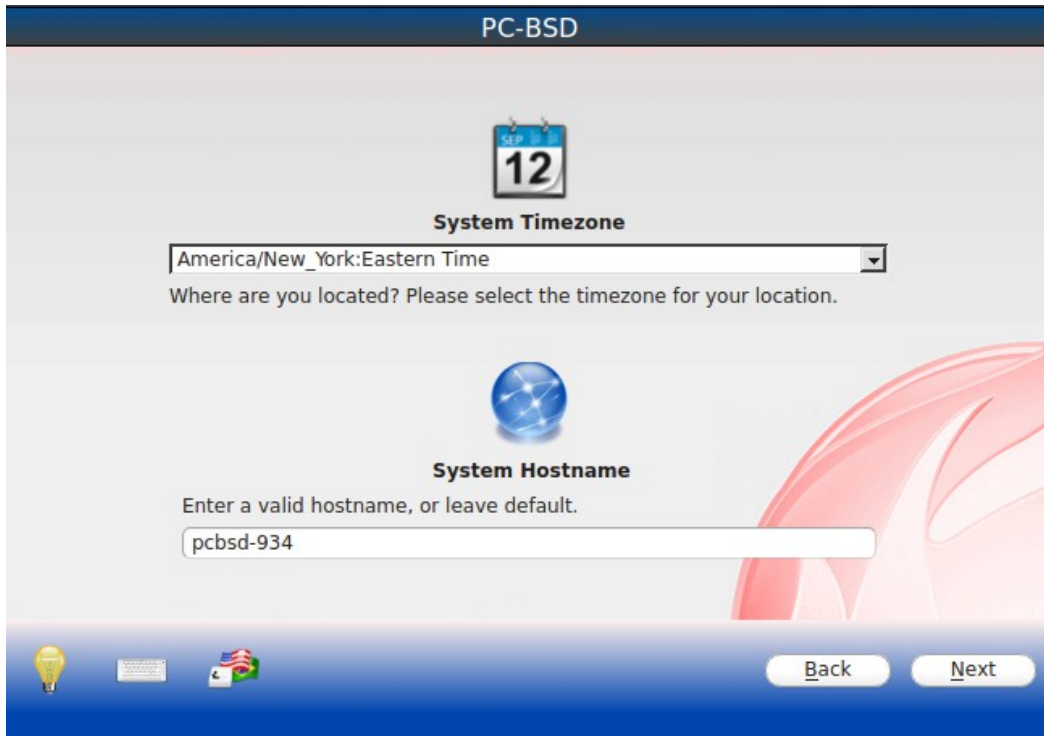 PC-BSD
SEP
12
System Timezone
America/New_York:Eastern Time
Where are you located? Please select the timezone for your location.
System Hostname
Enter a valid hostname, or leave default.
pcbsd-934
Back Next